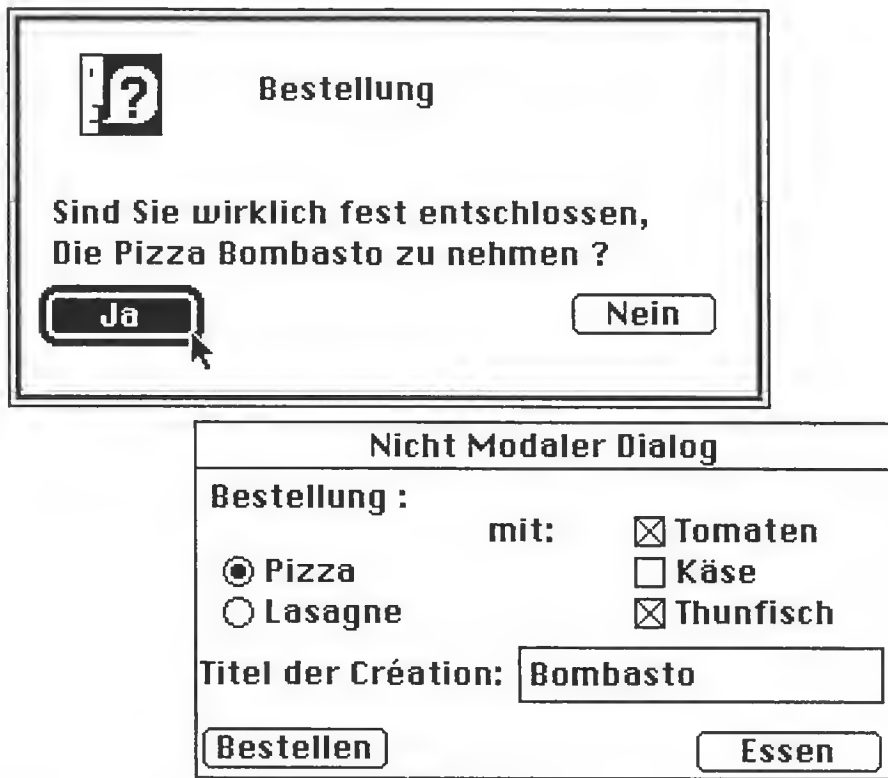 ?
Bestellung
Sind Sie wirklich fest entschlossen,
Die Pizza Bombasto zu nehmen ?
Ja
Nein
Nicht Modaler Dialog
Bestellung :
mit:
Tomaten
Pizza
Käse
Lasagne
Thunfisch
Titel der Création:
Bombasto
Bestellen
Essen